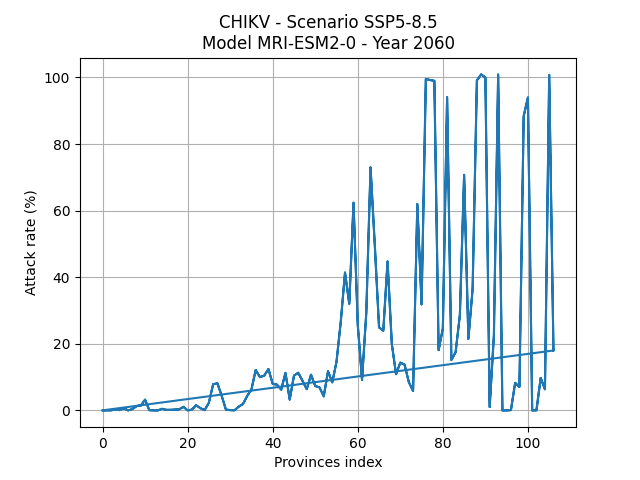 CHIKV - Scenario SSP5-8.5
Model MRI-ESM2-0 - Year 2060
100
80
60
40
20
0
Attack rate (%)
0 20 40 60 80 100
Provinces index